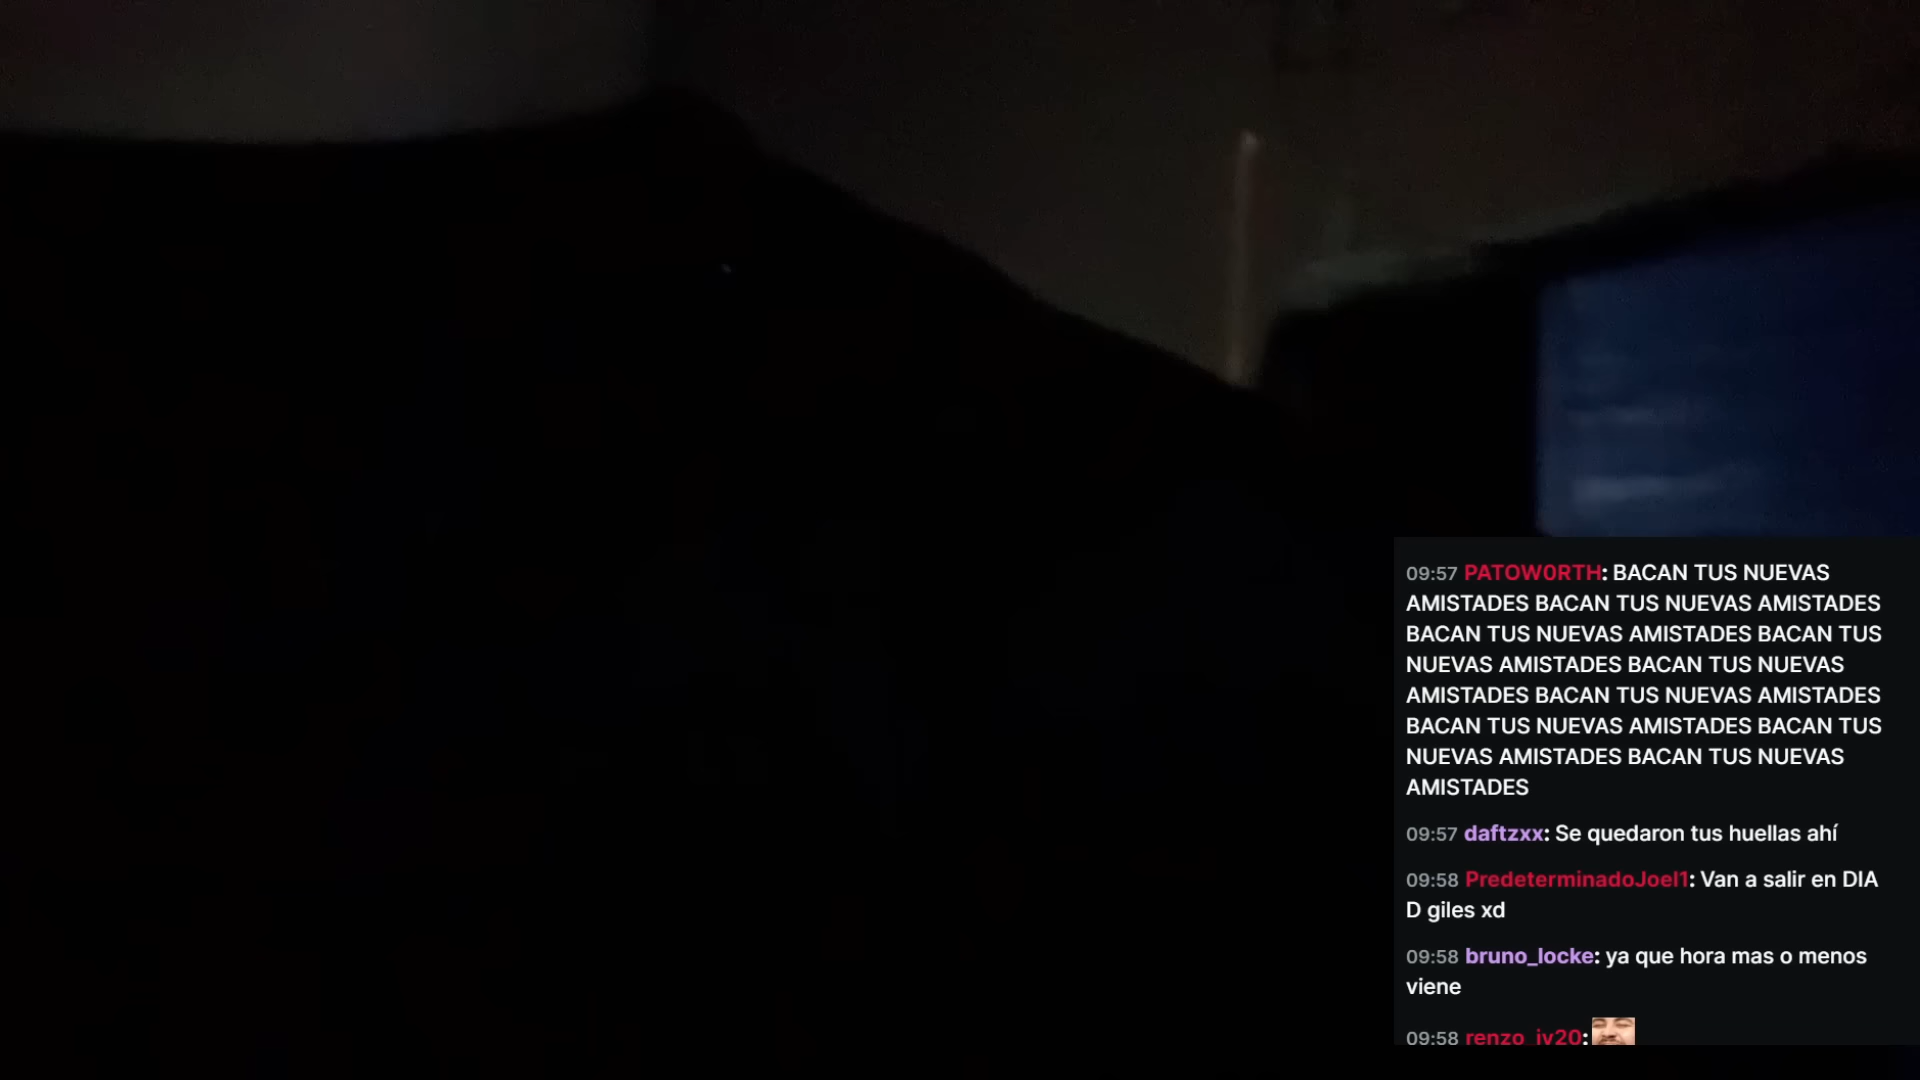 09:57 PATOW0RTH: BACAN TUS NUEVAS
AMISTADES BACAN TUS NUEVAS AMISTADES
BACAN TUS NUEVAS AMISTADES BACAN TUS
NUEVAS AMISTADES BACAN TUS NUEVAS
AMISTADES BACAN TUS NUEVAS AMISTADES
BACAN TUS NUEVAS AMISTADES BACAN TUS
NUEVAS AMISTADES BACAN TUS NUEVAS
AMISTADES
09:57 daftzxx: Se quedaron tus huellas ahí
09:58 PredeterminadoJoel1: Van a salir en DIA
D giles xd
09:58 bruno_locke: ya que hora mas o menos
viene
09:58 renzo_iv20: